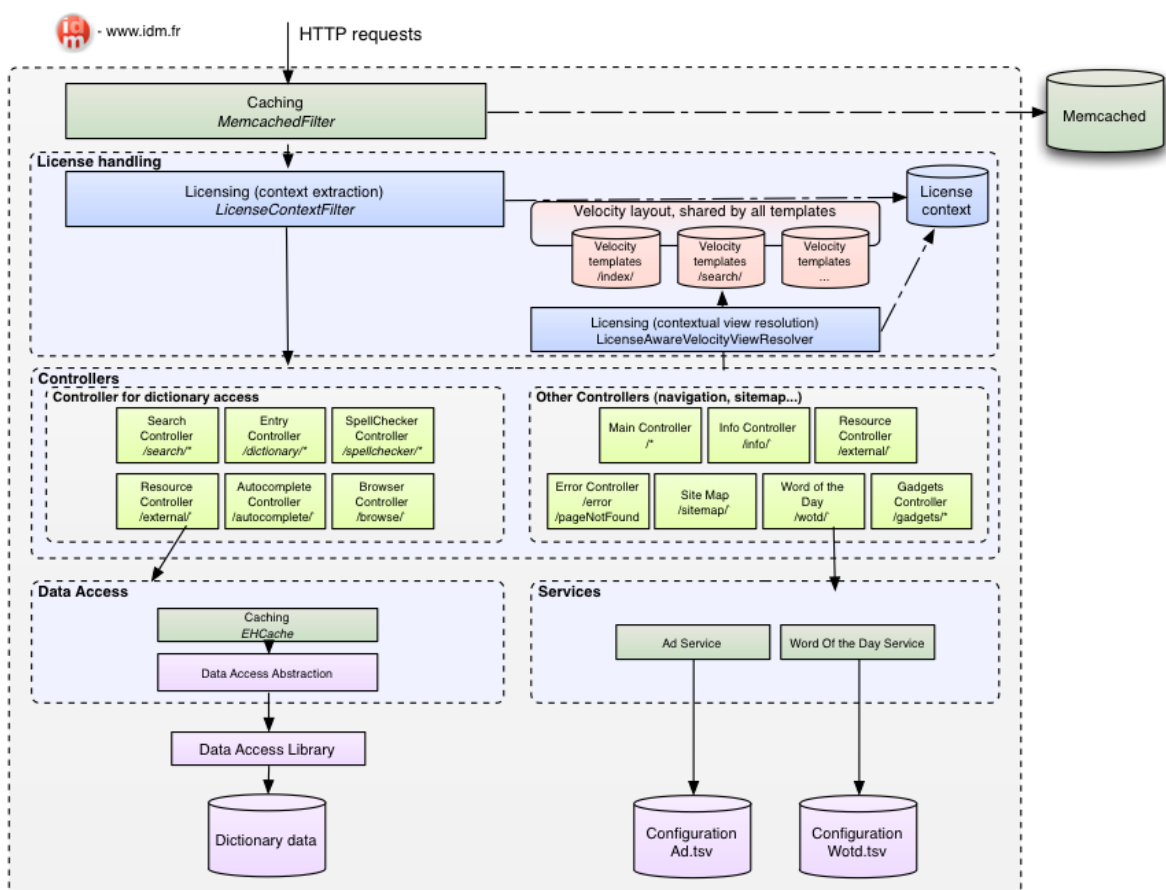 idm - www.idm.fr
HTTP requests
Caching
MemcachedFilter
Memcached
License handling
Licensing (context extraction)
LicenseContextFilter
License
context
Velocity layout, shared by all templates
Velocity
templates
/index/
Velocity
templates
/search/
Velocity
templates
...
Licensing (contextual view resolution)
LicenseAwareVelocityViewResolver
Controllers
Controller for dictionary access
Search
Controller
/search/*
Entry
Controller
/dictionary/*
SpellChecker
Controller
/spellchecker/*
Resource
Controller
/external/*
Autocomplete
Controller
/autocomplete/*
Browser
Controller
/browse/*
Other Controllers (navigation, sitemap...)
Main Controller
/*
Info Controller
/info/*
Resource
Controller
/external/*
Error Controller
/error
/pageNotFound
Site Map
/sitemap/*
Word of the
Day
/wotd/*
Gadgets
Controller
/gadgets/*
Data Access
Caching
EHCache
Data Access Abstraction
Data Access Library
Dictionary data
Services
Ad Service
Word Of the Day Service
Configuration
Ad.tsv
Configuration
Wotd.tsv